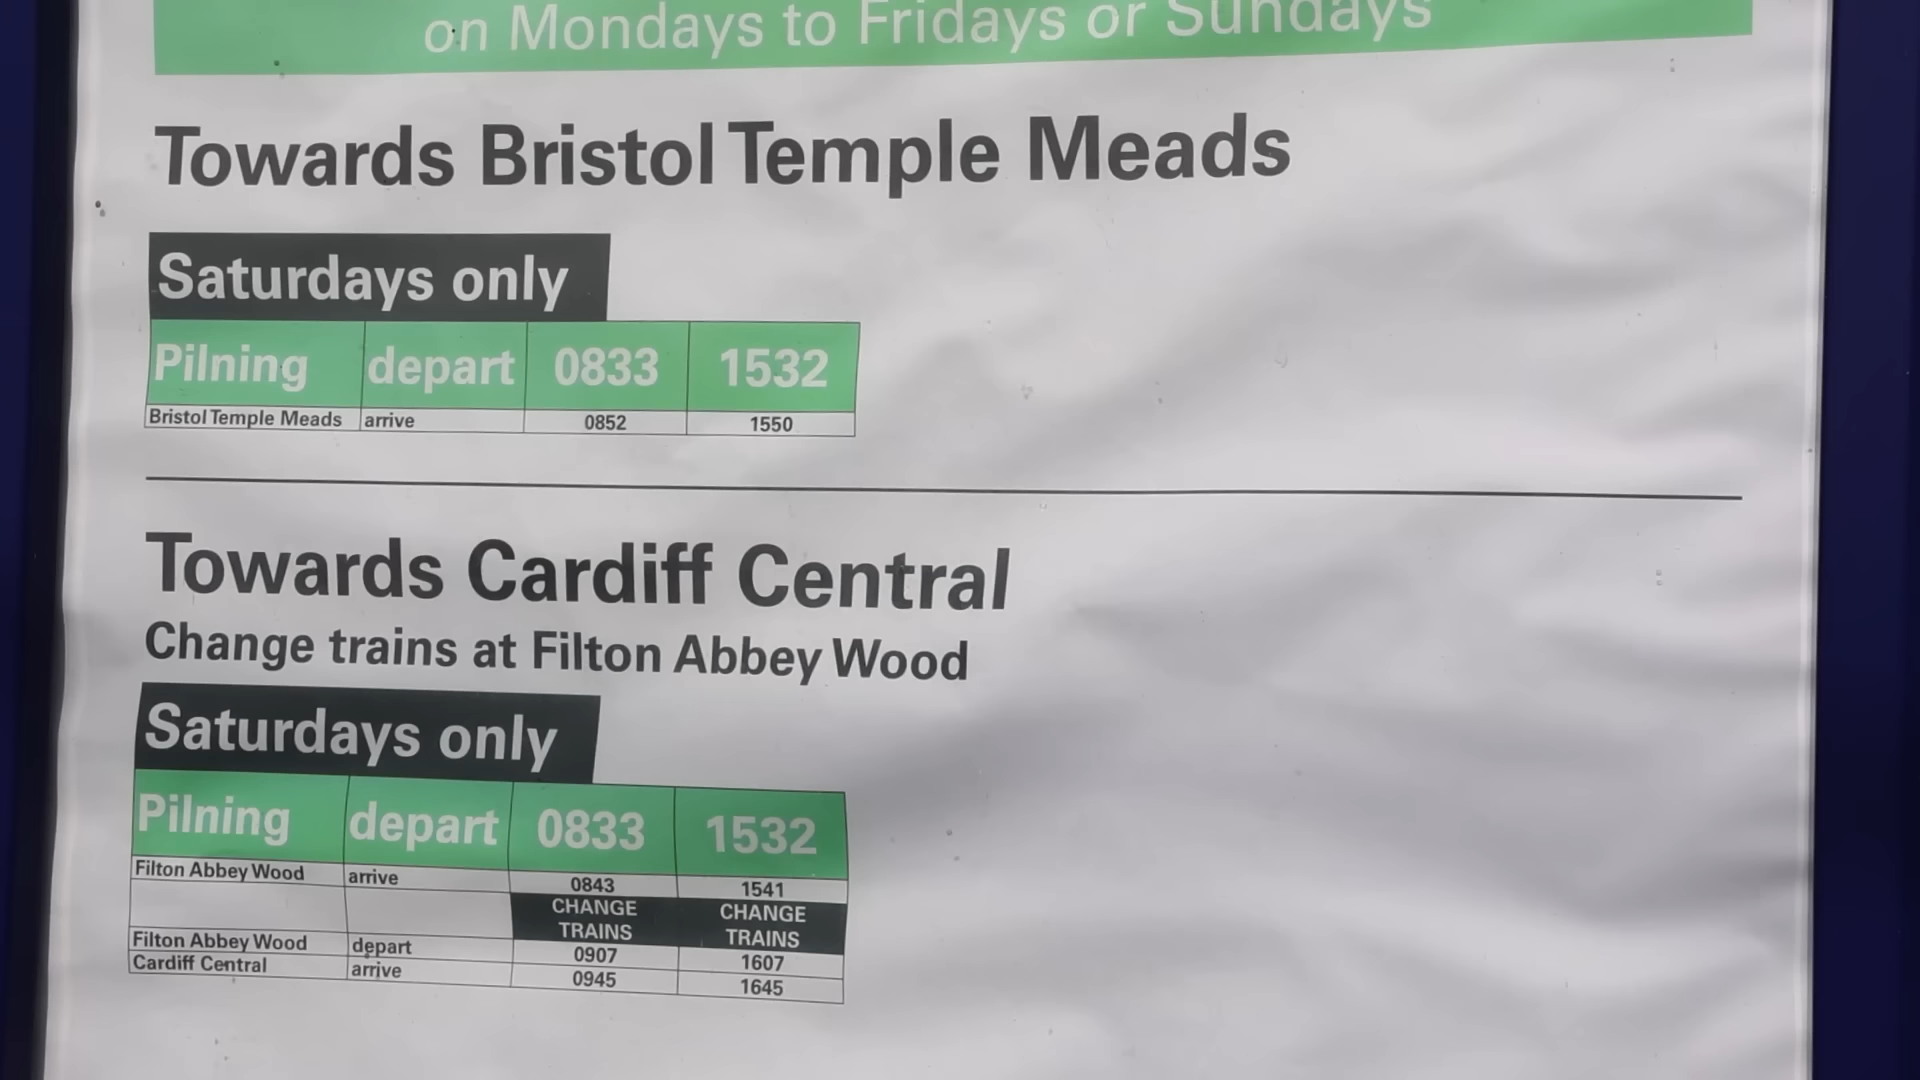 on Mondays to Fridays or Sundays
Towards Bristol Temple Meads
Saturdays only
Pilning depart 0833 1532
Bristol Temple Meads arrive 0852 1550
Towards Cardiff Central
Change trains at Filton Abbey Wood
Saturdays only
Pilning depart 0833 1532
Filton Abbey Wood arrive 0843 1541
CHANGE TRAINS CHANGE TRAINS
Filton Abbey Wood depart 0907 1607
Cardiff Central arrive 0945 1645